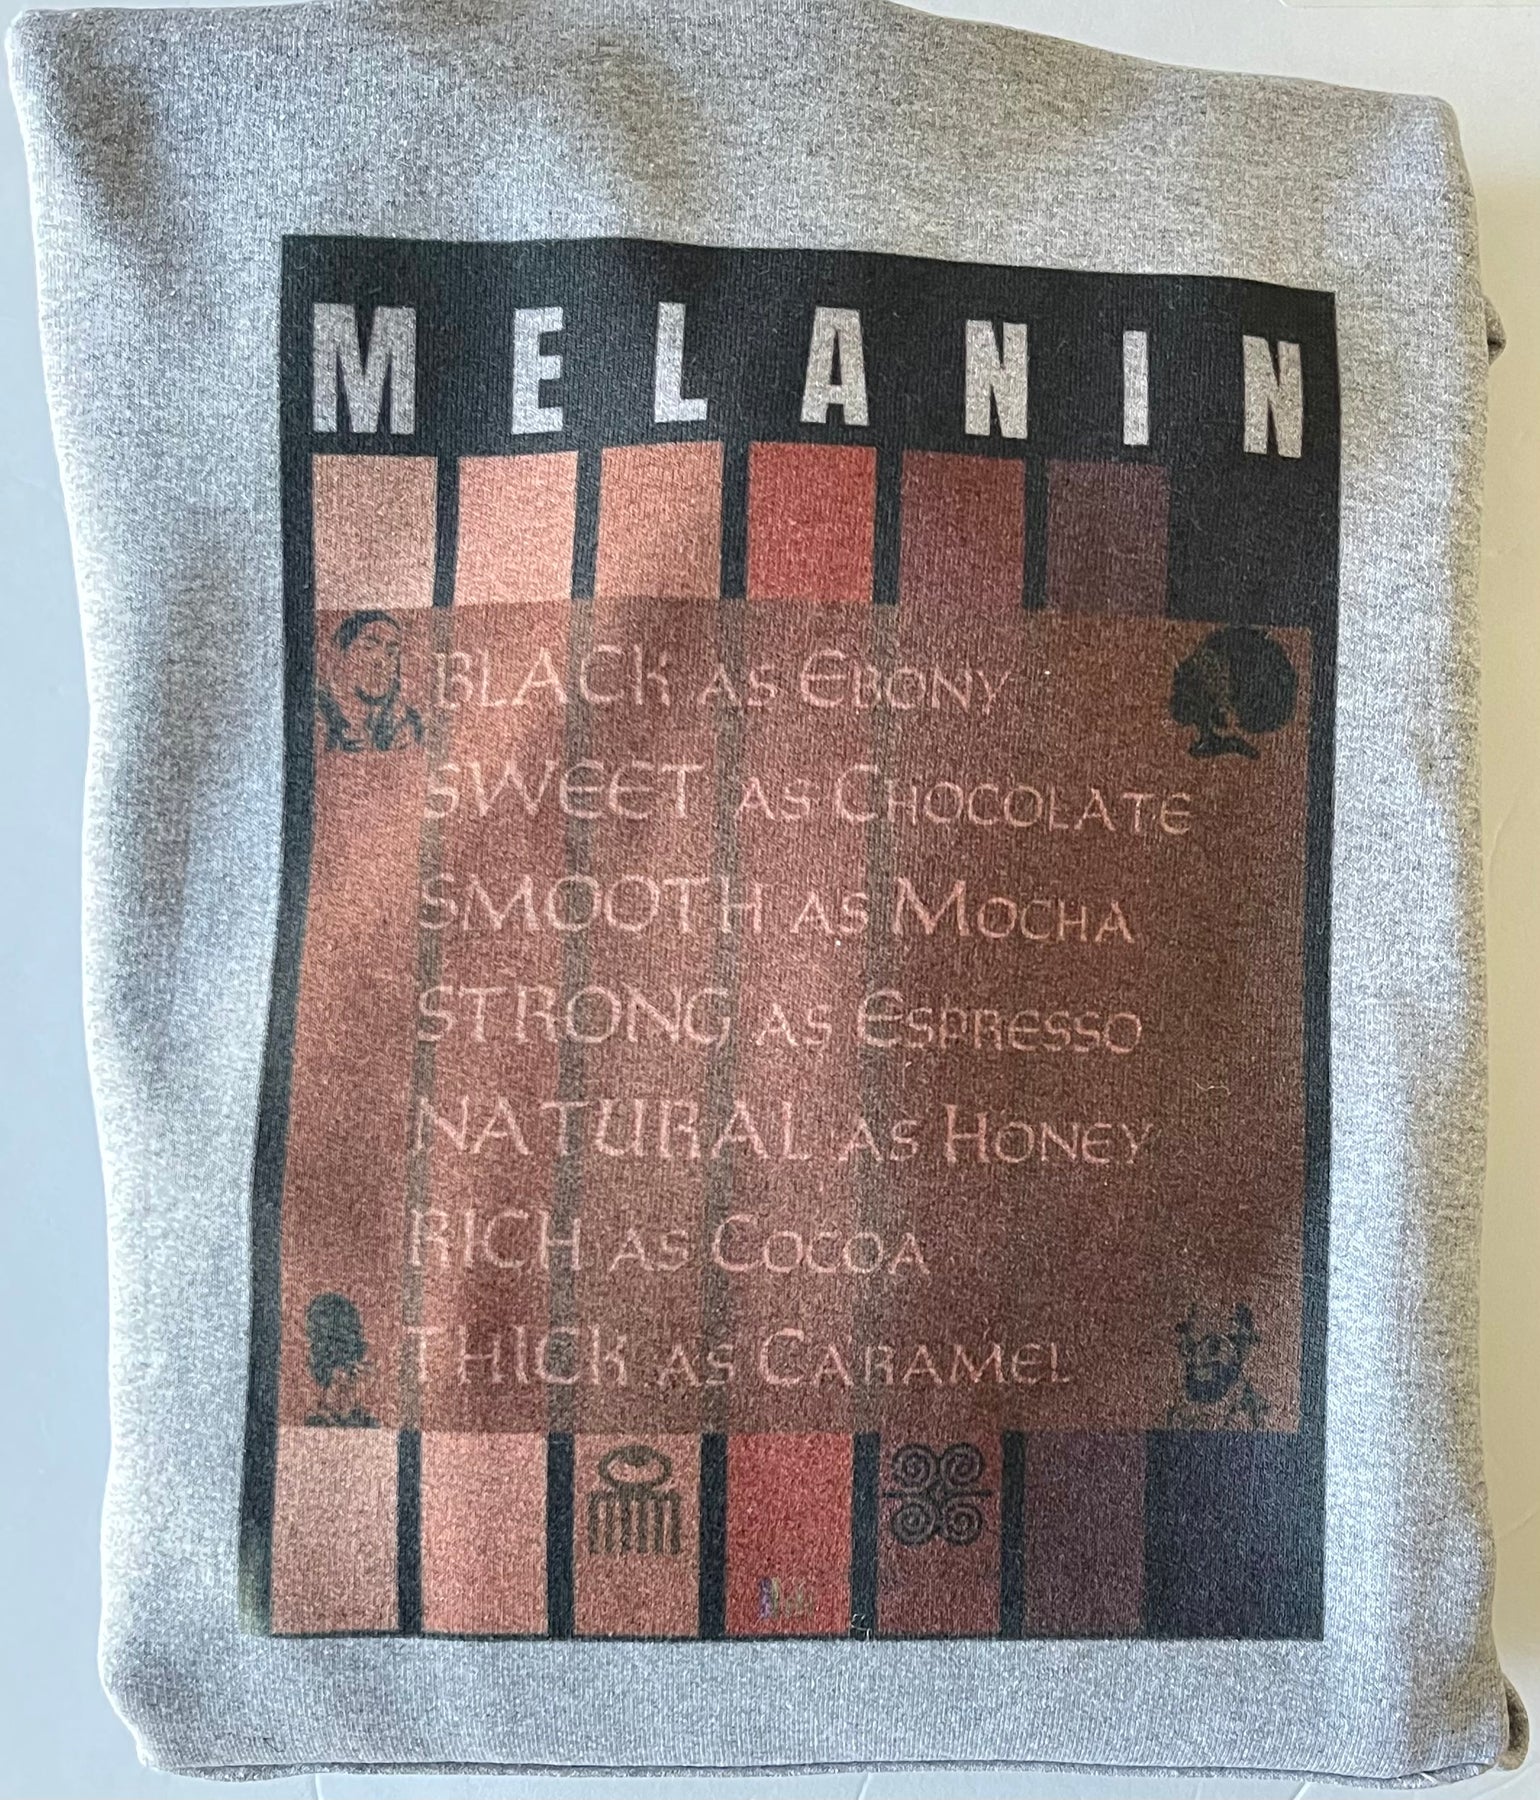 MELANIN
BLACK AS EBONY
SWEET AS CHOCOLATE
SMOOTH AS MOCHA
STRONG AS ESPRESSO
NATURAL AS HONEY
RICH AS COCOA
THICK AS CARAMEL